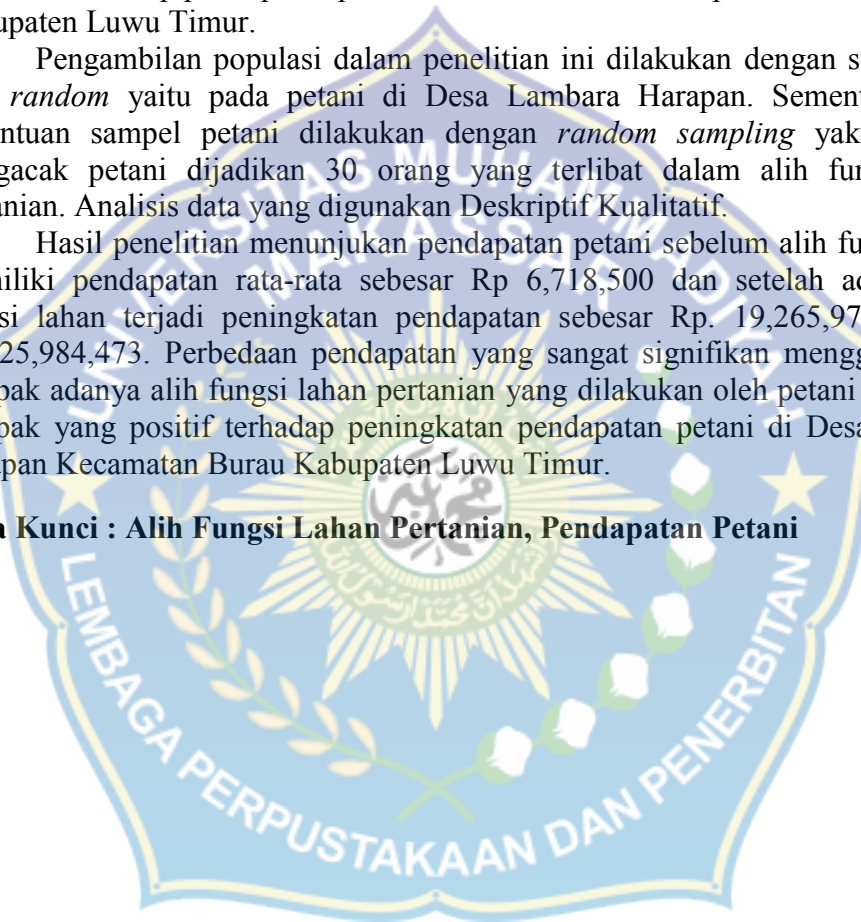 upaten Luwu Timur.
Pengambilan populasi dalam penelitian ini dilakukan dengan s
random yaitu pada petani di Desa Lambara Harapan. Sement
ntuan sampel petani dilakukan dengan random sampling yak
gacak petani dijadikan 30 orang yang terlibat dalam alih fu
anian. Analisis data yang digunakan Deskriptif Kualitatif.
Hasil penelitian menunjukan pendapatan petani sebelum alih fu
iliki pendapatan rata-rata sebesar Rp 6,718,500 dan setelah a
si lahan terjadi peningkatan pendapatan sebesar Rp. 19,265,97
25,984,473. Perbedaan pendapatan yang sangat signifikan mengg
pak adanya alih fungsi lahan pertanian yang dilakukan oleh petani
pak yang positif terhadap peningkatan pendapatan petani di Desa
apan Kecamatan Burau Kabupaten Luwu Timur.
a Kunci : Alih Fungsi Lahan Pertanian, Pendapatan Petani
UNIVERSITAS MUHAMMADIYAH
MAKASSAR
LEMBAGA PERPUSTAKAAN DAN PENERBITAN